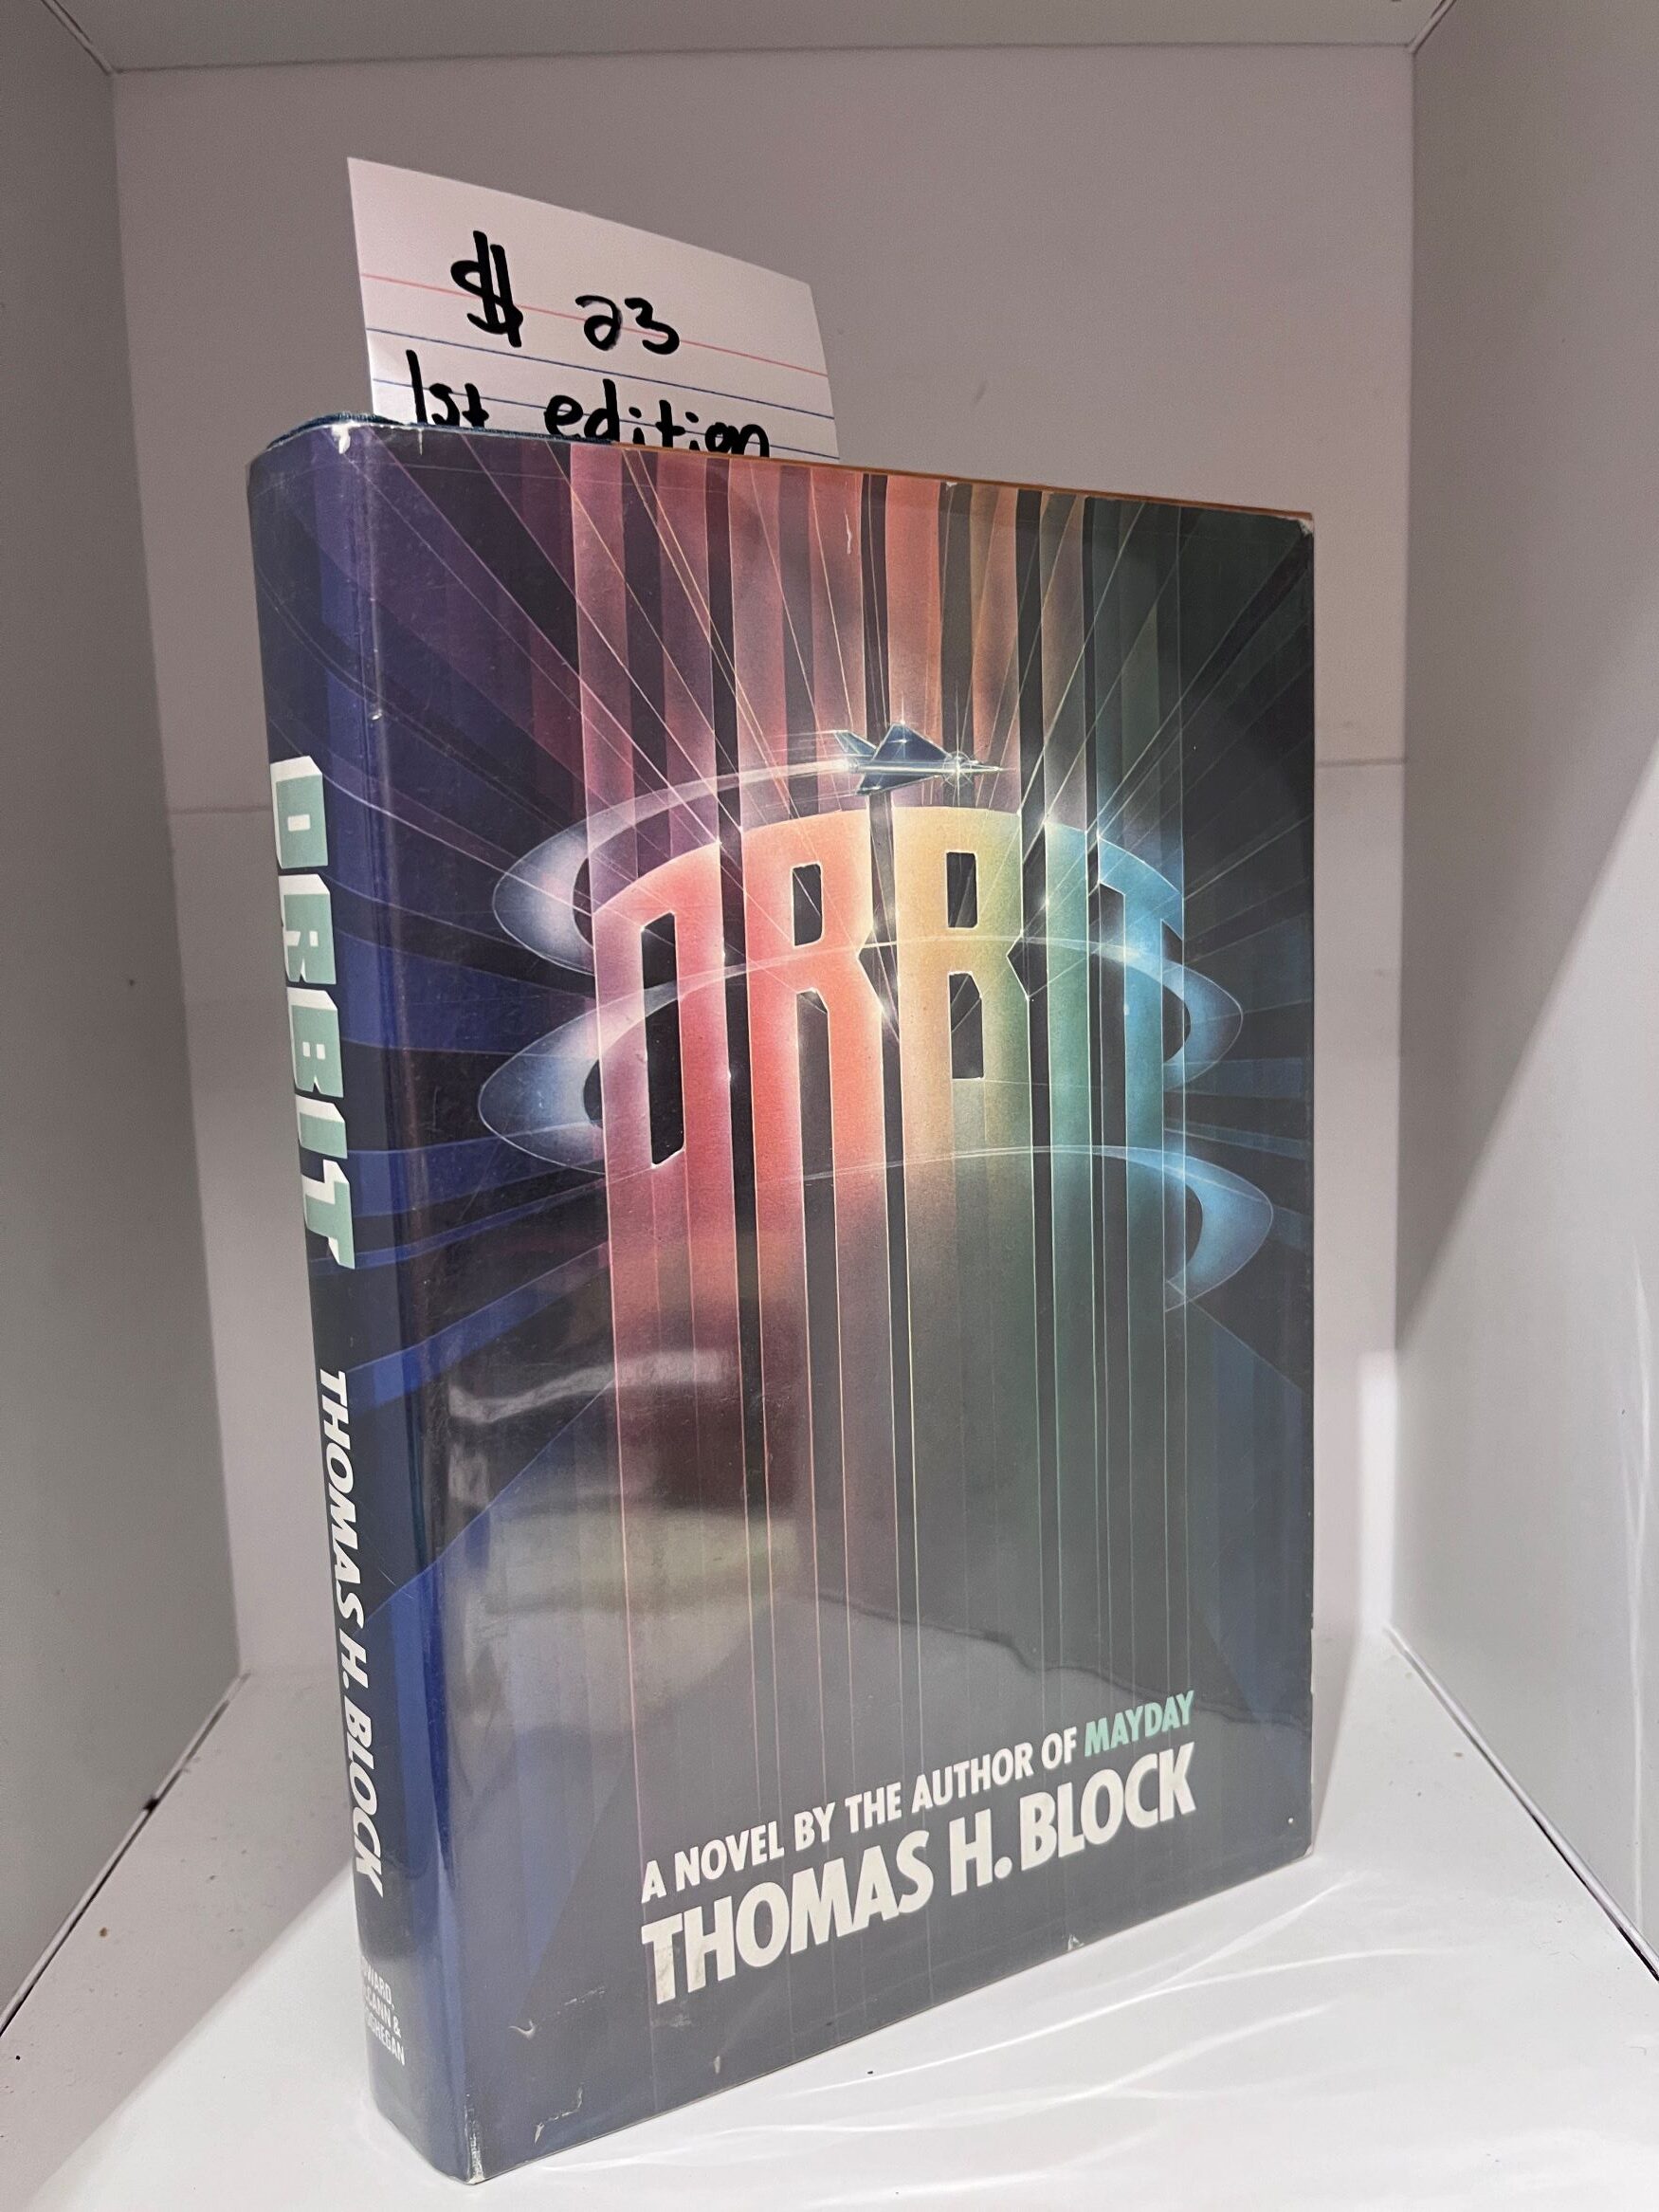 $ 23
1st edition
ORBIT
A NOVEL BY THE AUTHOR OF MAYDAY
THOMAS H. BLOCK
ORBIT
THOMAS H. BLOCK